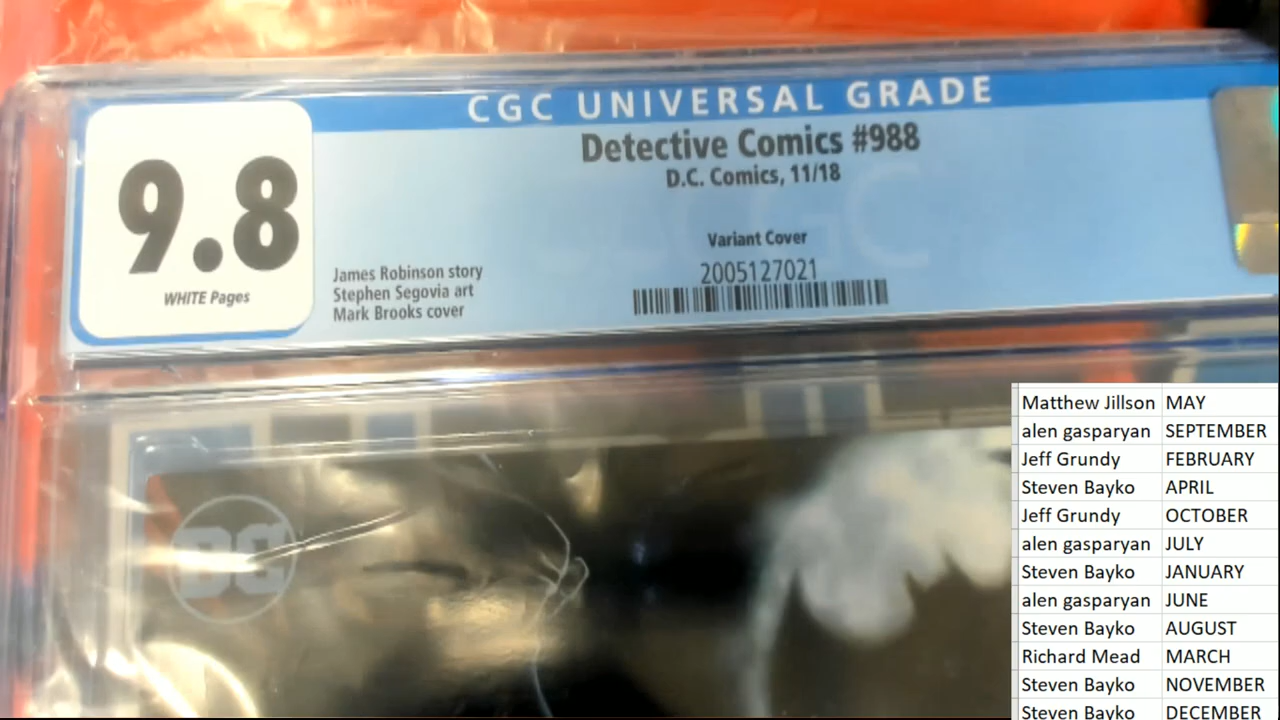 CGC UNIVERSAL GRADE
Detective Comics #988
D.C. Comics, 11/18
9.8
WHITE Pages
Variant Cover
2005127021
James Robinson story
Stephen Segovia art
Mark Brooks cover
DC
Matthew Jillson MAY
alen gasparyan SEPTEMBER
Jeff Grundy FEBRUARY
Steven Bayko APRIL
Jeff Grundy OCTOBER
alen gasparyan JULY
Steven Bayko JANUARY
alen gasparyan JUNE
Steven Bayko AUGUST
Richard Mead MARCH
Steven Bayko NOVEMBER
Steven Bayko DECEMBER